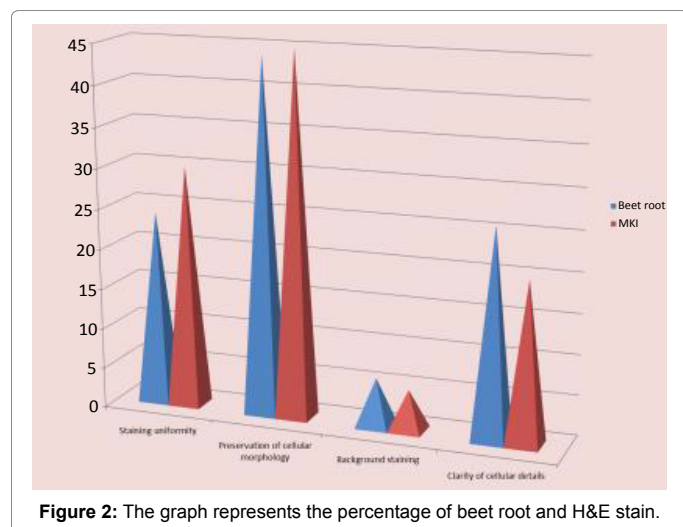 45
40
35
30
25
20
15
10
5
0
Staining uniformity
Preservation of cellular
morphology
Background staining
Clarity of cellular details
Beet root
MKI
Figure 2: The graph represents the percentage of beet root and H&E stain.